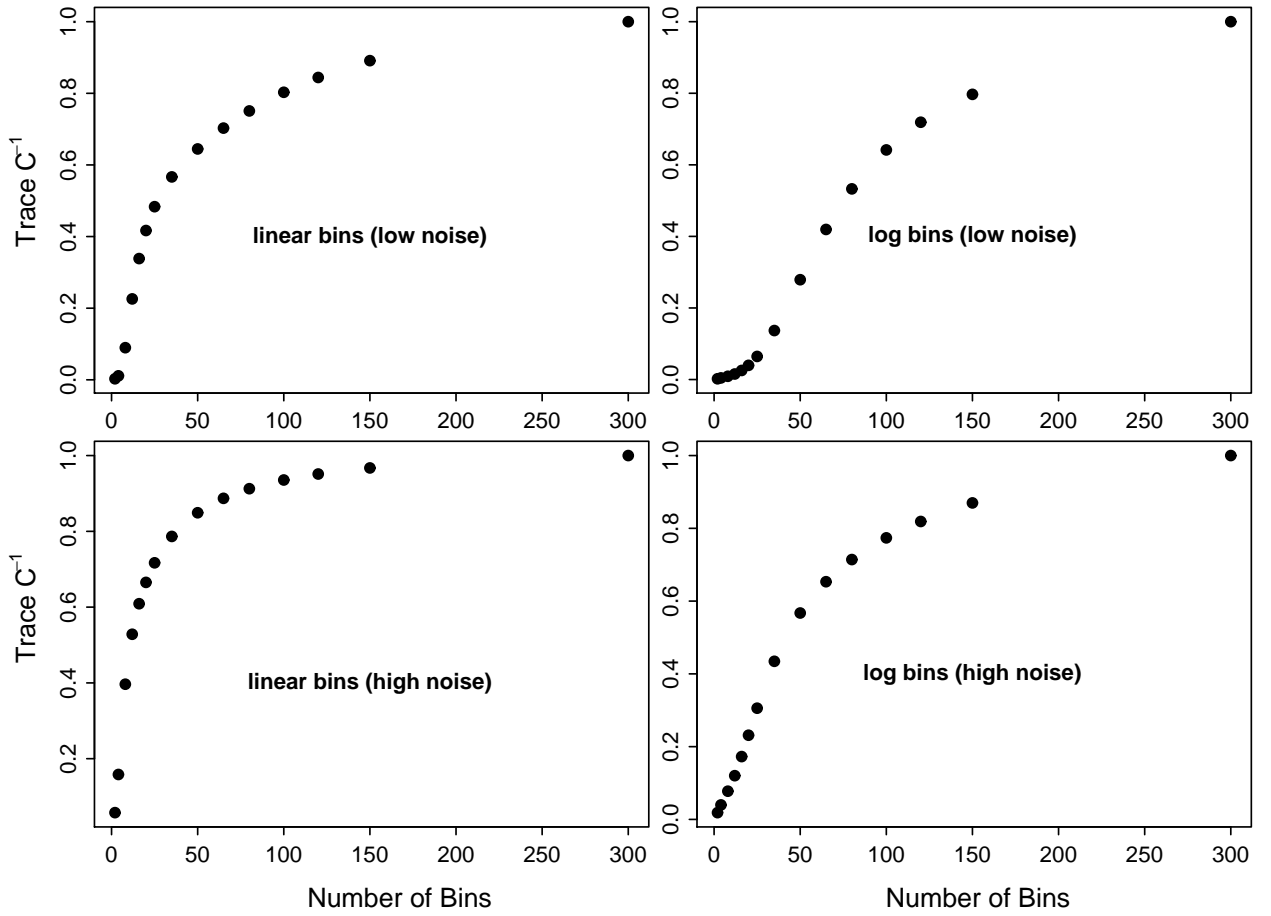 Trace C⁻¹
0.0 0.2 0.4 0.6 0.8 1.0
linear bins (low noise)
0 50 100 150 200 250 300
0.0 0.2 0.4 0.6 0.8 1.0
log bins (low noise)
0 50 100 150 200 250 300
Trace C⁻¹
0.2 0.4 0.6 0.8 1.0
linear bins (high noise)
0 50 100 150 200 250 300
Number of Bins
0.0 0.2 0.4 0.6 0.8 1.0
log bins (high noise)
0 50 100 150 200 250 300
Number of Bins